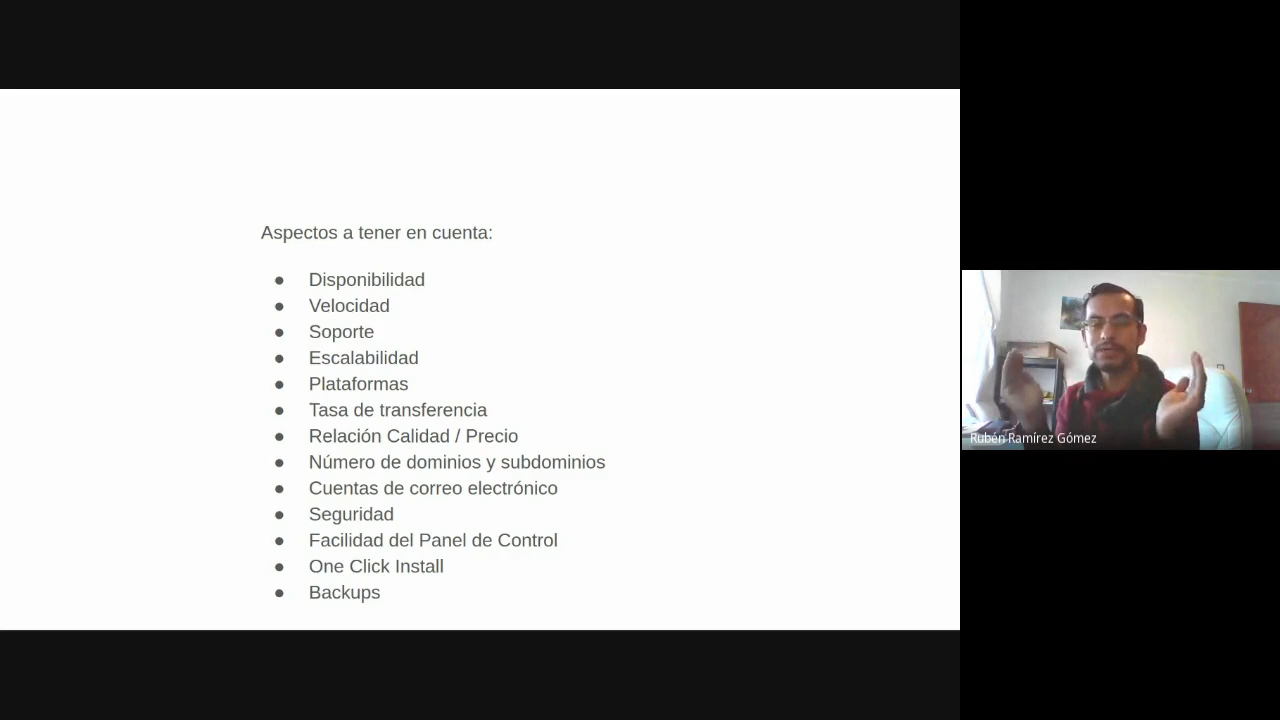 Aspectos a tener en cuenta:
● Disponibilidad
● Velocidad
● Soporte
● Escalabilidad
● Plataformas
● Tasa de transferencia
● Relación Calidad / Precio
● Número de dominios y subdominios
● Cuentas de correo electrónico
● Seguridad
● Facilidad del Panel de Control
● One Click Install
● Backups
Rubén Ramírez Gómez